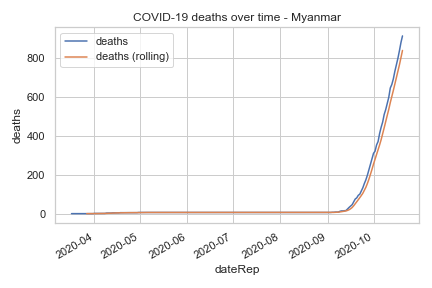 COVID-19 deaths over time - Myanmar
deaths
deaths (rolling)
deaths
800
600
400
200
0
2020-04
2020-05
2020-06
2020-07
2020-08
2020-09
2020-10
dateRep